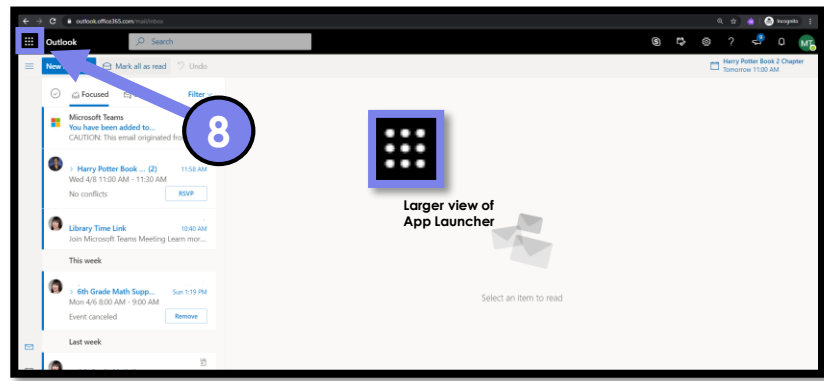 outlook.office365.com/mail/inbox
Incognito
Outlook
Search
MT
New
Mark all as read
Undo
Harry Potter Book 2 Chapter
Tomorrow 11:00 AM
Focused
Filter
8
Microsoft Teams
You have been added to...
CAUTION: This email originated fro
> Harry Potter Book ... (2) 11:58 AM
Wed 4/8 11:00 AM - 11:30 AM
No conflicts RSVP
Larger view of
App Launcher
Library Time Link 10:40 AM
Join Microsoft Teams Meeting Learn mor...
This week
> 6th Grade Math Supp... Sun 1:19 PM
Mon 4/6 8:00 AM - 9:00 AM
Event canceled Remove
Select an item to read
Last week